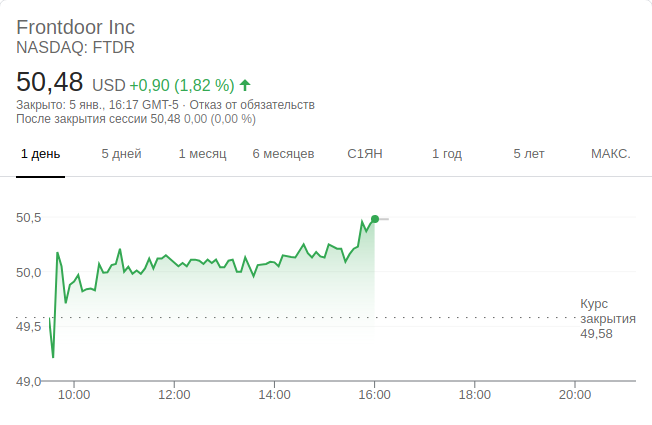 Frontdoor Inc
NASDAQ: FTDR
50,48 USD +0,90 (1,82 %)
Закрыто: 5 янв., 16:17 GMT-5 · Отказ от обязательств
После закрытия сессии 50,48 0,00 (0,00 %)
1 день 5 дней 1 месяц 6 месяцев С1ЯН 1 год 5 лет МАКС.
50,5
50,0
49,5
49,0
Курс
закрытия
49,58
10:00 12:00 14:00 16:00 18:00 20:00